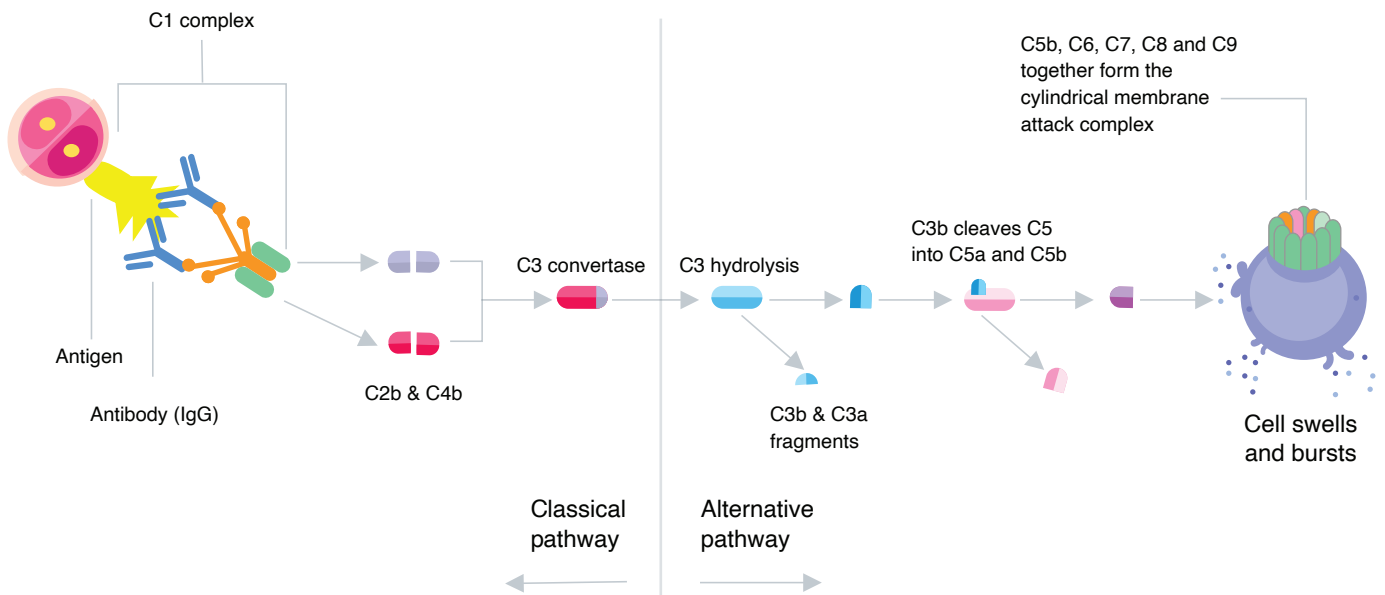 C1 complex
Antigen
Antibody (IgG)
C2b & C4b
C3 convertase
C3 hydrolysis
C3b & C3a
fragments
C3b cleaves C5
into C5a and C5b
C5b, C6, C7, C8 and C9
together form the
cylindrical membrane
attack complex
Cell swells
and bursts
Classical
pathway
Alternative
pathway